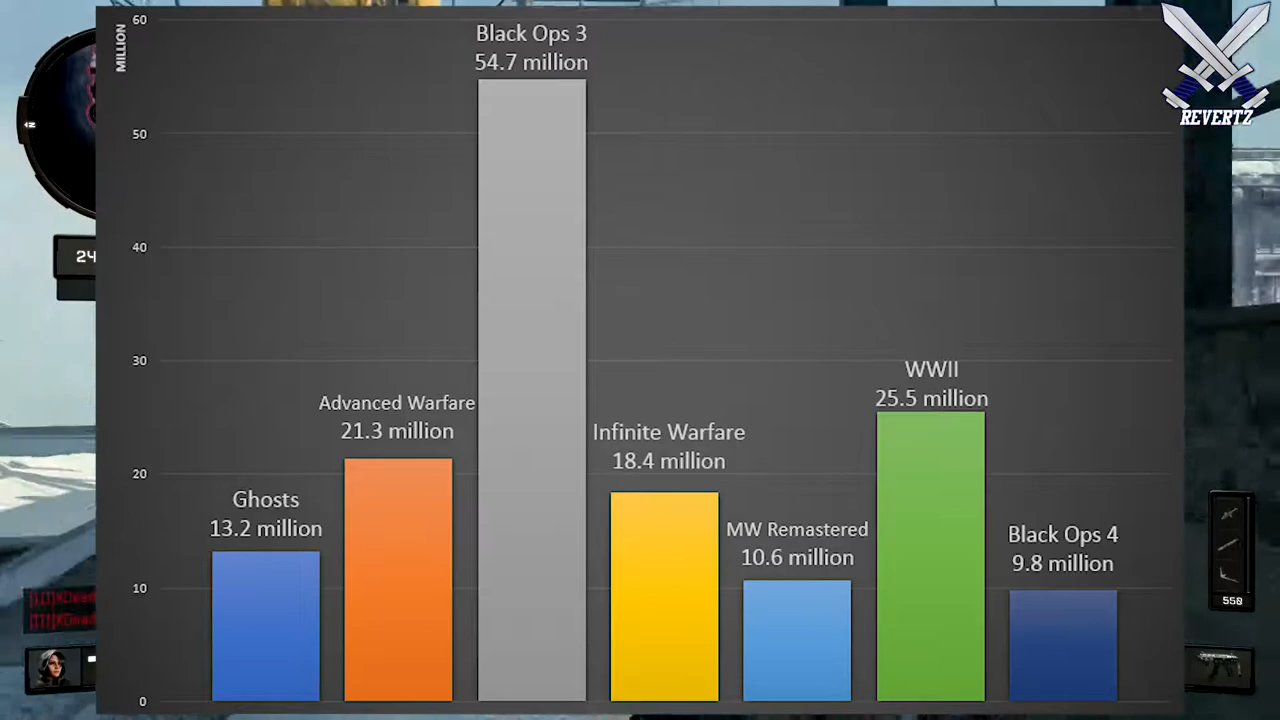 60
MILLION
50
40
30
20
10
0
Black Ops 3
54.7 million
WWII
25.5 million
Advanced Warfare
21.3 million
Infinite Warfare
18.4 million
Ghosts
13.2 million
MW Remastered
10.6 million
Black Ops 4
9.8 million
REVERTZ
24
550